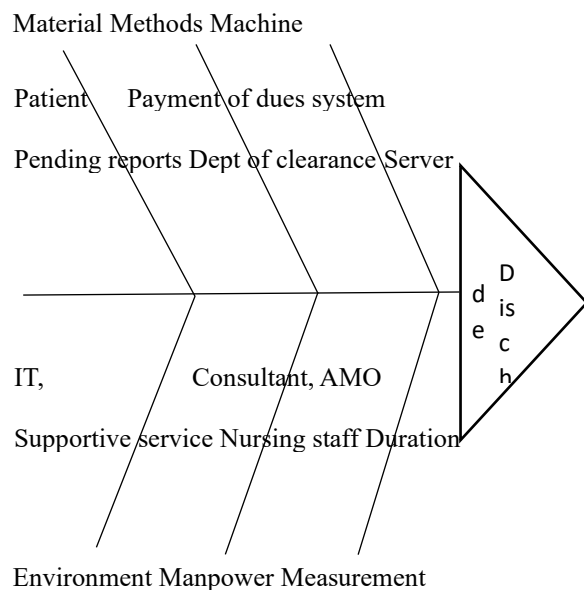 Material Methods Machine
Patient Payment of dues system
Pending reports Dept of clearance Server
D
is
c
h
d
e
IT, Consultant, AMO
Supportive service Nursing staff Duration
Environment Manpower Measurement